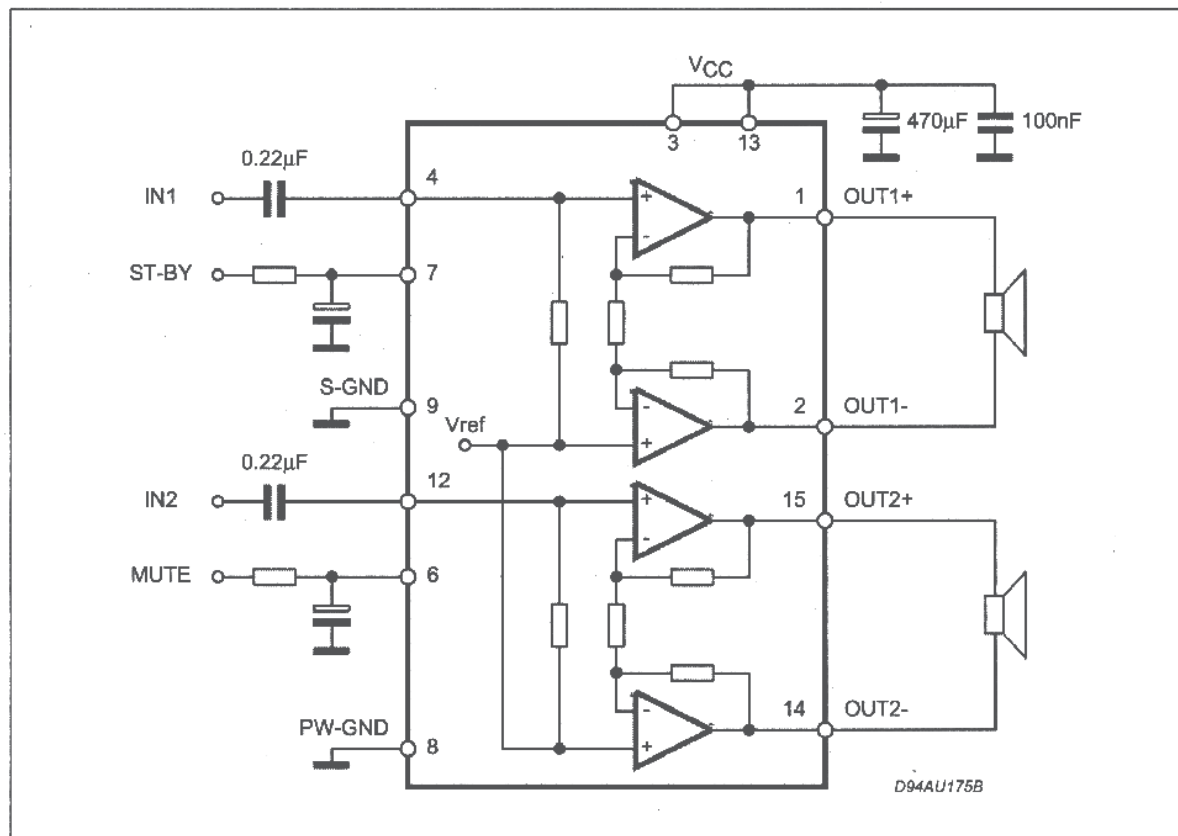 VCC
470µF
100nF
3
13
0.22µF
IN1
4
+
-
1
OUT1+
ST-BY
7
S-GND
9
Vref
-
+
2
OUT1-
0.22µF
IN2
12
+
-
15
OUT2+
MUTE
6
PW-GND
8
-
+
14
OUT2-
D94AU175B